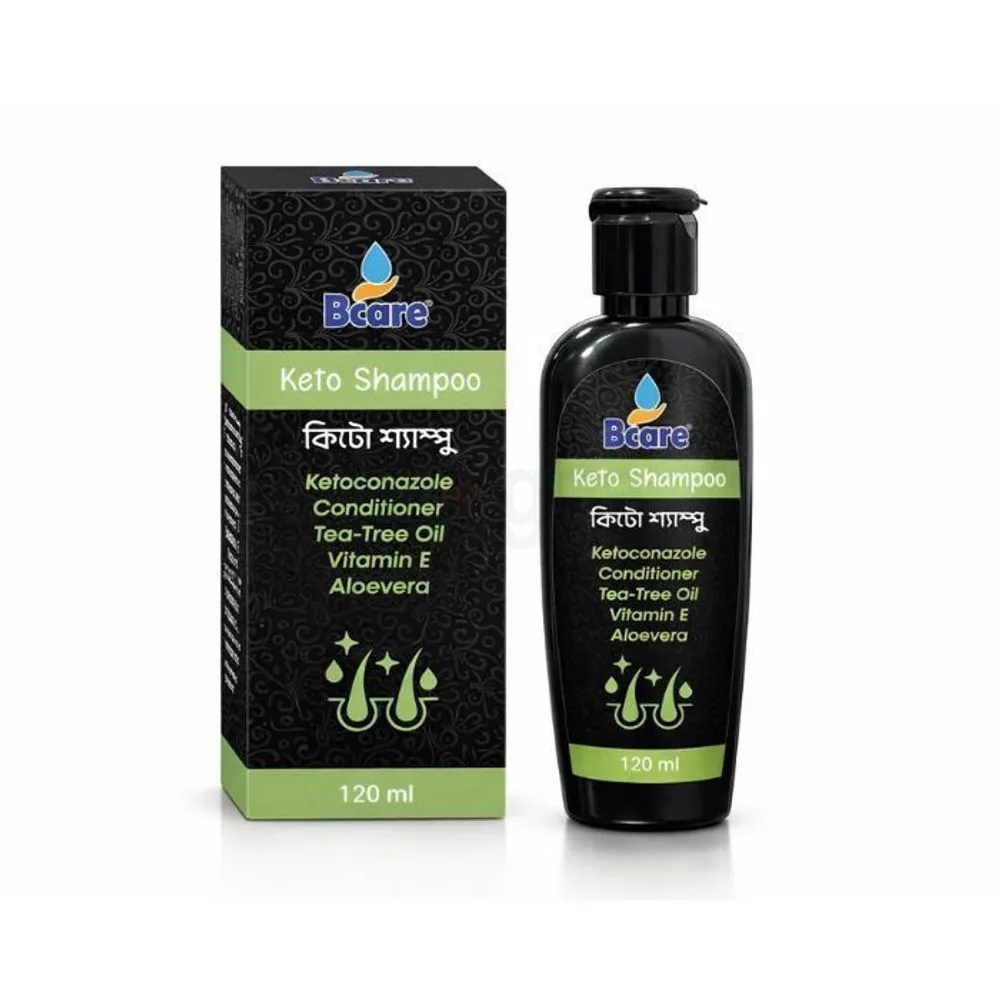 Bcare®
Keto Shampoo
কিটো শ্যাম্পু
Ketoconazole
Conditioner
Tea-Tree Oil
Vitamin E
Aloevera
120 ml
Bcare®
Keto Shampoo
কিটো শ্যাম্পু
Ketoconazole
Conditioner
Tea-Tree Oil
Vitamin E
Aloevera
120 ml